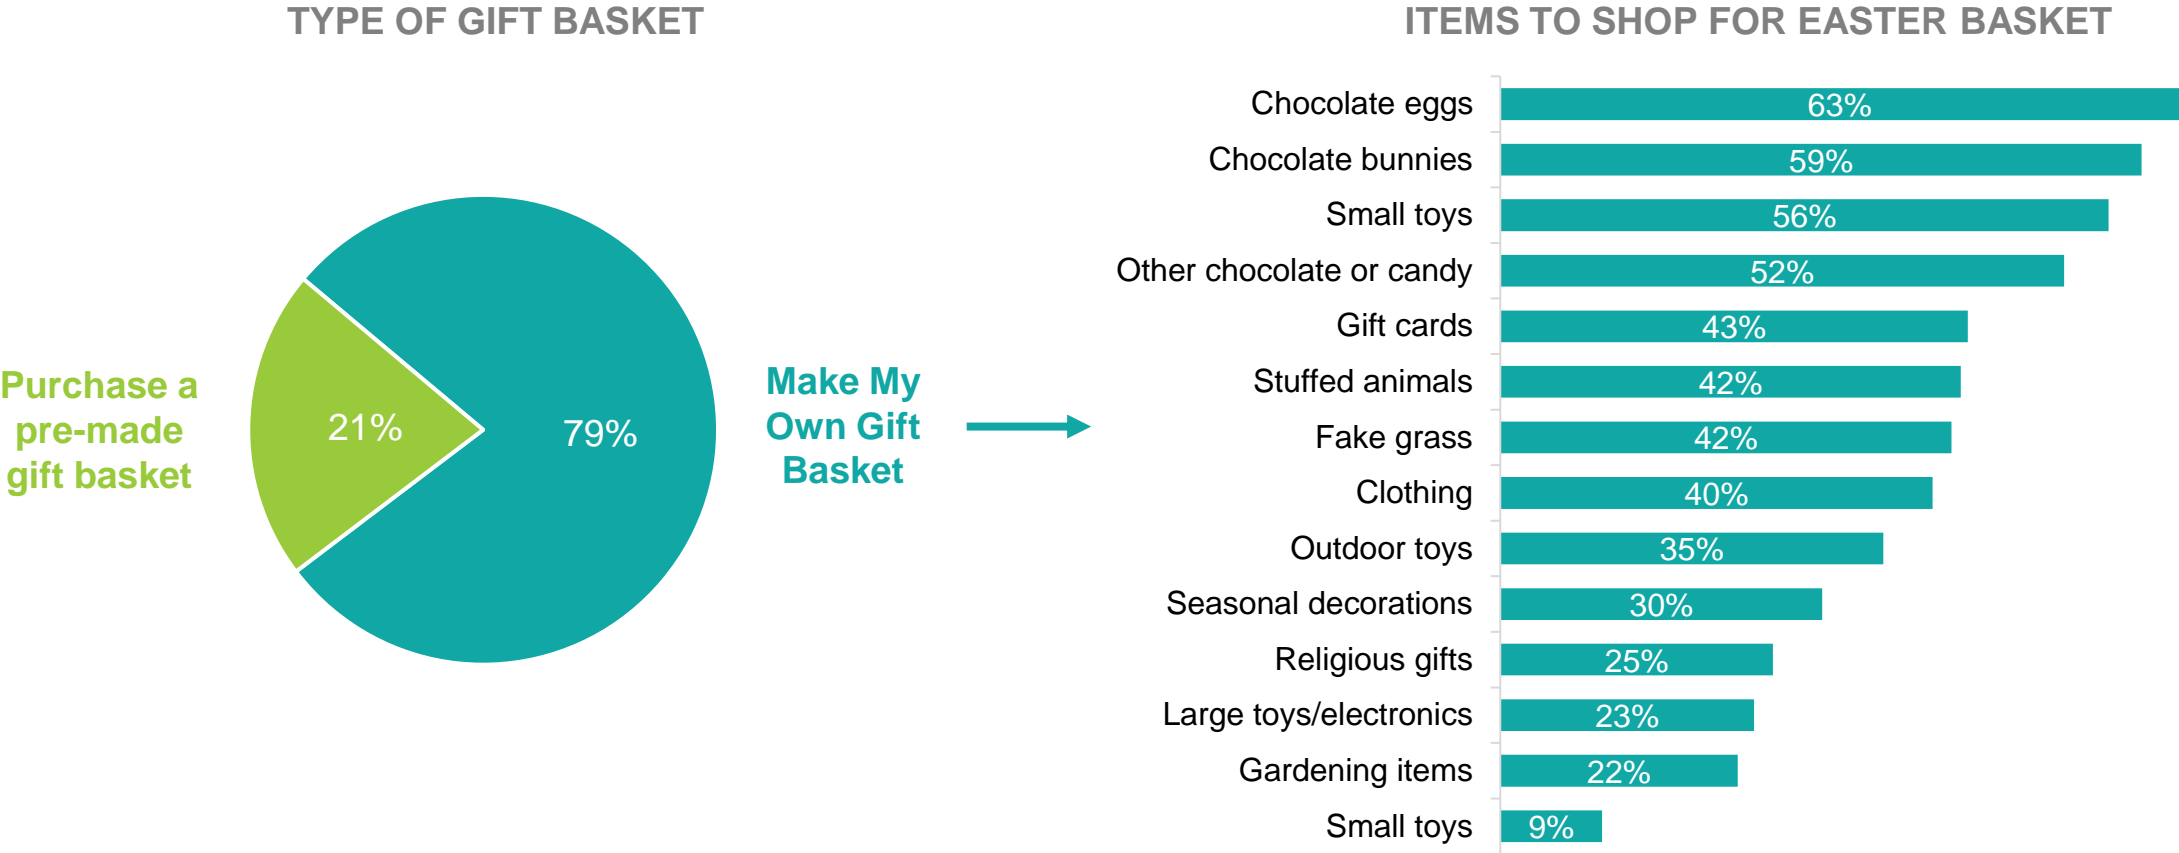 TYPE OF GIFT BASKET
Purchase a
pre-made
gift basket
21%
79%
Make My
Own Gift
Basket
ITEMS TO SHOP FOR EASTER BASKET
Chocolate eggs 63%
Chocolate bunnies 59%
Small toys 56%
Other chocolate or candy 52%
Gift cards 43%
Stuffed animals 42%
Fake grass 42%
Clothing 40%
Outdoor toys 35%
Seasonal decorations 30%
Religious gifts 25%
Large toys/electronics 23%
Gardening items 22%
Small toys 9%